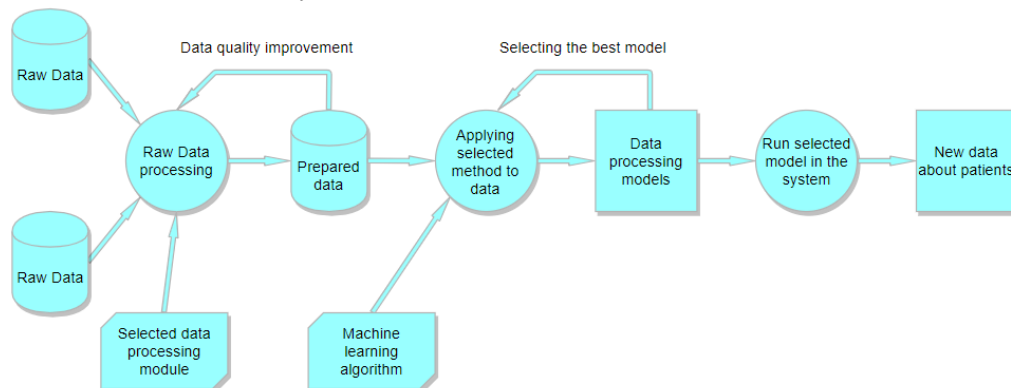 Data quality improvement
Selecting the best model
Raw Data
Raw Data
processing
Prepared
data
Applying
selected
method to
data
Data
processing
models
Run selected
model in the
system
New data
about patients
Raw Data
Selected data
processing
module
Machine
learning
algorithm